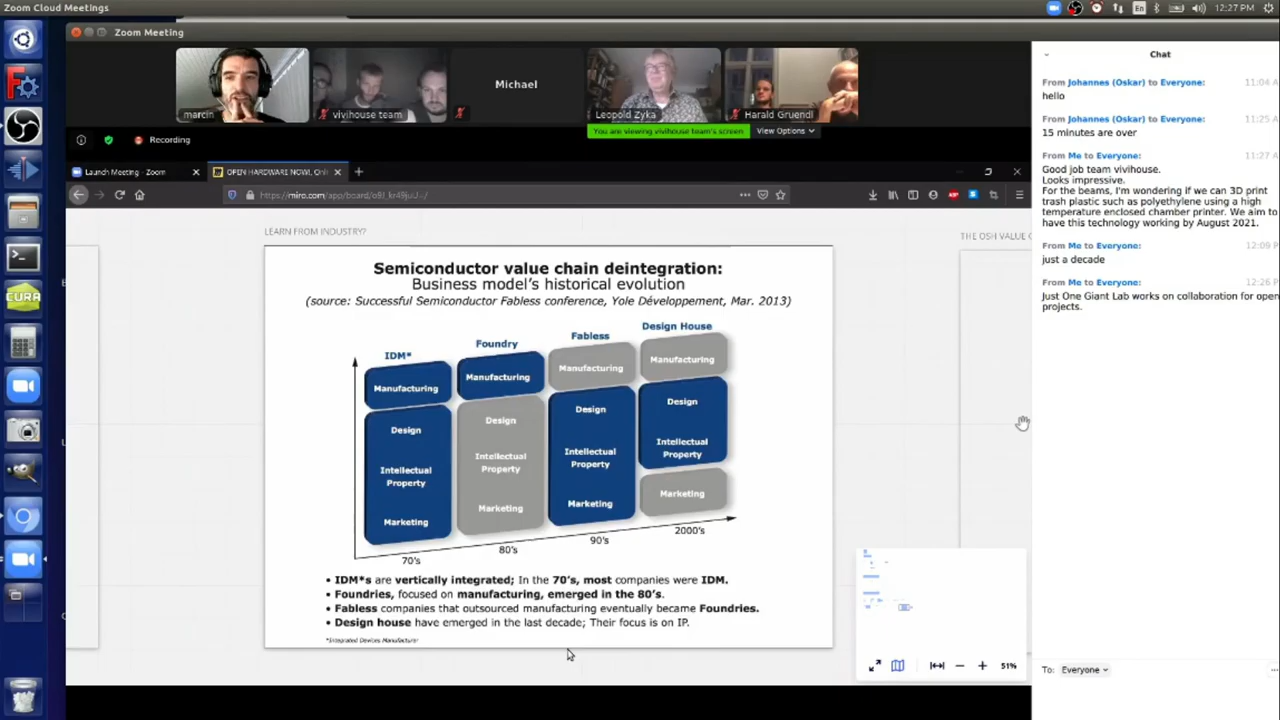 Zoom Cloud Meetings
En
12:27 PM
Zoom Meeting
marcin
vivihouse team
Michael
Leopold Zyka
Harald Gruendl
You are viewing vivihouse team's screen
View Options
Recording
Launch Meeting - Zoom
OPEN HARDWARE NOW!, Onli
LEARN FROM INDUSTRY?
THE OSH VALUE C
Semiconductor value chain deintegration:
Business model's historical evolution
(source: Successful Semiconductor Fabless conference, Yole Développement, Mar. 2013)
IDM*
Foundry
Fabless
Design House
Manufacturing
Manufacturing
Manufacturing
Manufacturing
Design
Design
Design
Design
Intellectual
Property
Intellectual
Property
Intellectual
Property
Intellectual
Property
Marketing
Marketing
Marketing
Marketing
70's
80's
90's
2000's
• IDM*s are vertically integrated; In the 70's, most companies were IDM.
• Foundries, focused on manufacturing, emerged in the 80's.
• Fabless companies that outsourced manufacturing eventually became Foundries.
• Design house have emerged in the last decade; Their focus is on IP.
*Integrated Devices Manufacturer
51%
Chat
From Johannes (Oskar) to Everyone: 11:04 A
hello
From Johannes (Oskar) to Everyone: 11:25 A
15 minutes are over
From Me to Everyone: 11:27 A
Good job team vivihouse.
Looks impressive.
For the beams, I'm wondering if we can 3D print
trash plastic such as polyethylene using a high
temperature enclosed chamber printer. We aim to
have this technology working by August 2021.
From Me to Everyone: 12:09 P
just a decade
From Me to Everyone: 12:26 P
Just One Giant Lab works on collaboration for open
projects.
To: Everyone
CURA